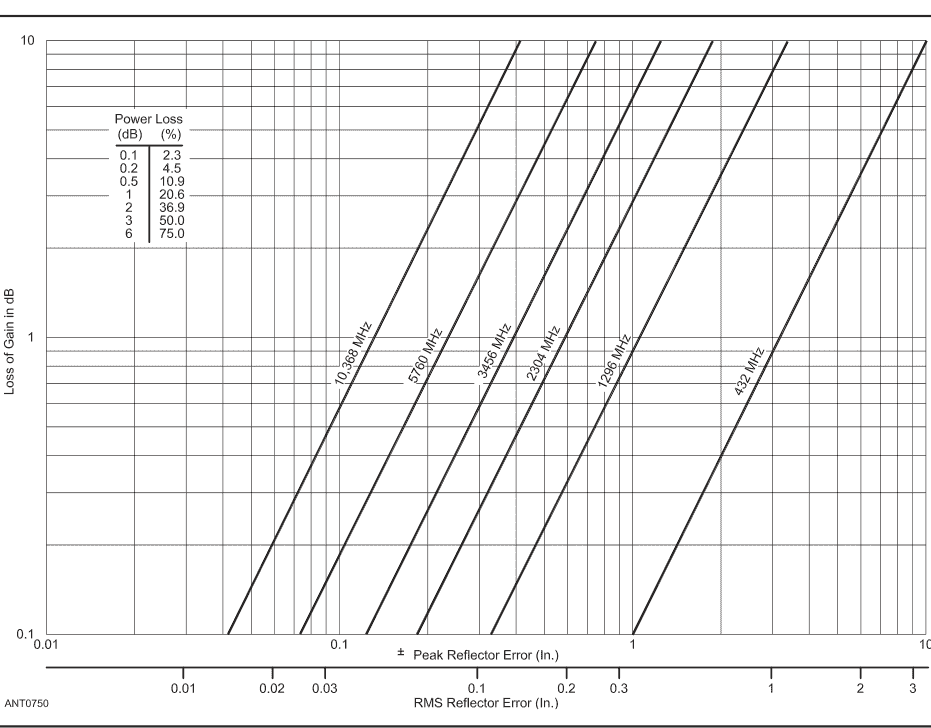 10
Power Loss
(dB) (%)
0.1 2.3
0.2 4.5
0.5 10.9
1 20.6
2 36.9
3 50.0
6 75.0
Loss of Gain in dB
1
10,368 MHz
5760 MHz
3456 MHz
2304 MHz
1296 MHz
432 MHz
0.1
0.01 0.1 1 10
± Peak Reflector Error (In.)
0.01 0.02 0.03 0.1 0.2 0.3 1 2 3
RMS Reflector Error (In.)
ANT0750